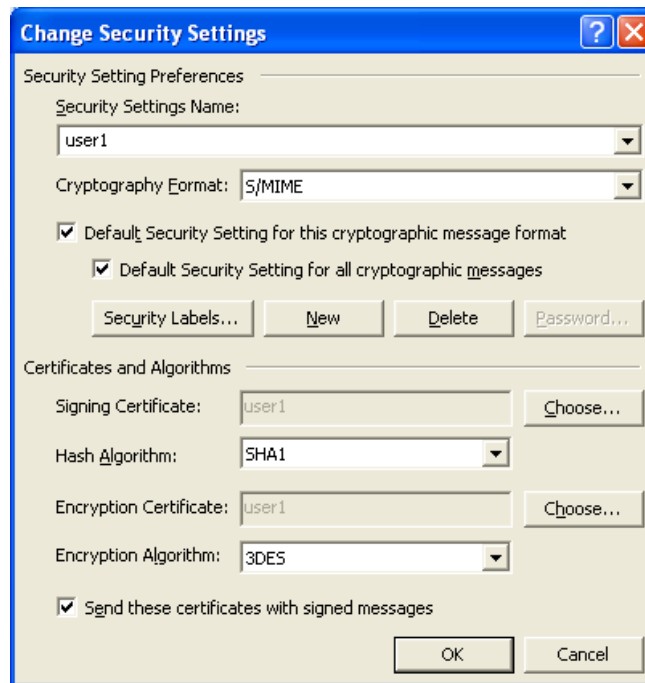 Change Security Settings
Security Setting Preferences
Security Settings Name:
user1
Cryptography Format: S/MIME
Default Security Setting for this cryptographic message format
Default Security Setting for all cryptographic messages
Security Labels... New Delete Password...
Certificates and Algorithms
Signing Certificate: user1 Choose...
Hash Algorithm: SHA1
Encryption Certificate: user1 Choose...
Encryption Algorithm: 3DES
Send these certificates with signed messages
OK Cancel